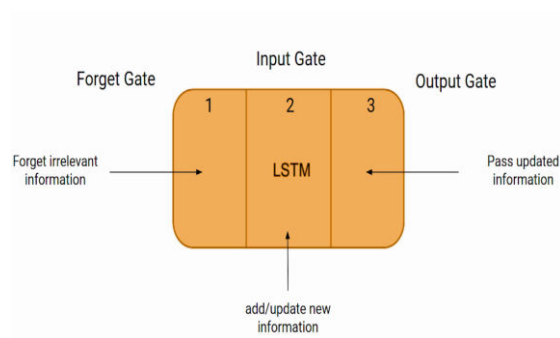 Input Gate
Forget Gate
Output Gate
1
2
3
Forget irrelevant
information
LSTM
Pass updated
information
add/update new
information